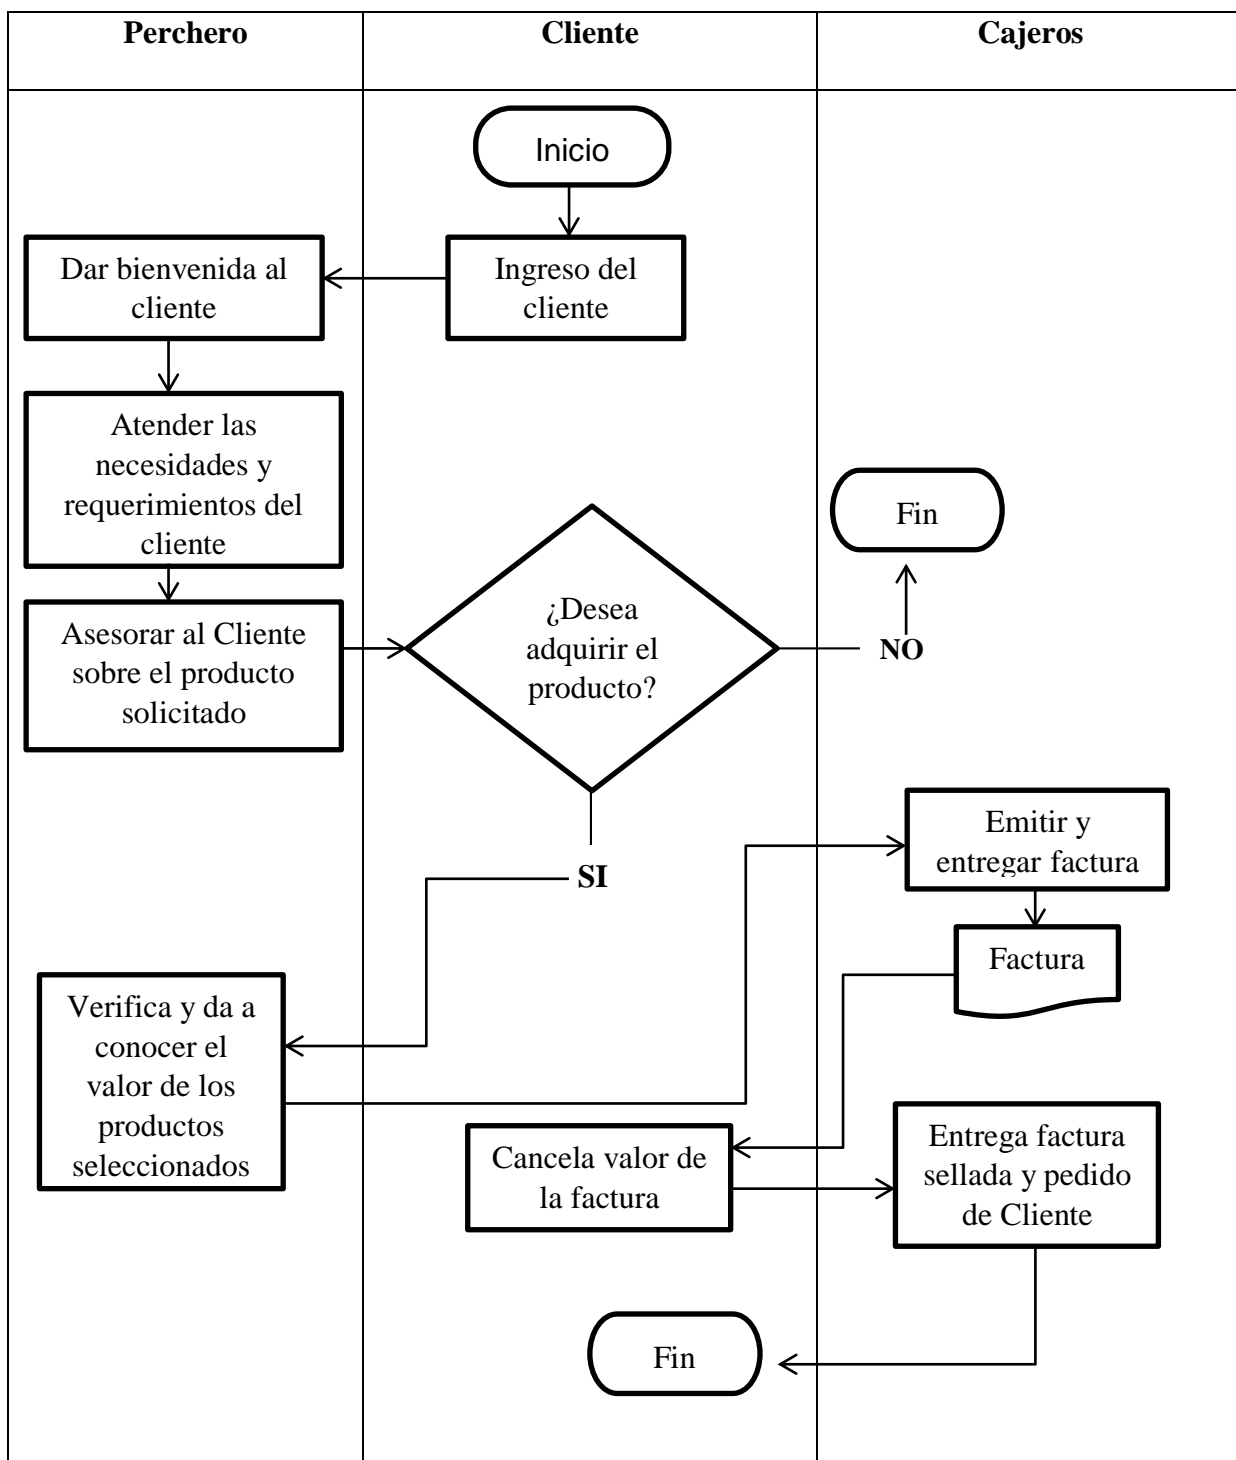 Perchero
Cliente
Cajeros
Inicio
Dar bienvenida al
cliente
Ingreso del
cliente
Atender las
necesidades y
requerimientos del
cliente
Fin
Asesorar al Cliente
sobre el producto
solicitado
¿Desea
adquirir el
producto?
NO
SI
Emitir y
entregar factura
Factura
Verifica y da a
conocer el
valor de los
productos
seleccionados
Cancela valor de
la factura
Entrega factura
sellada y pedido
de Cliente
Fin